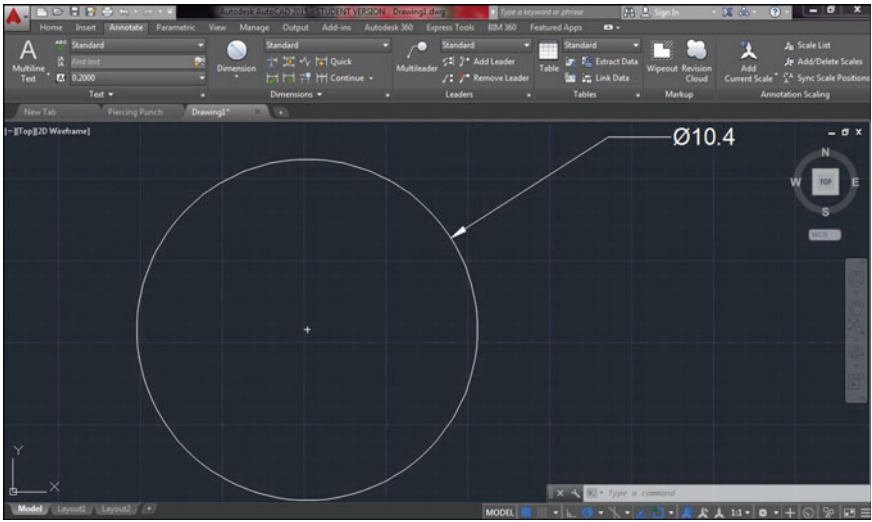 Autodesk AutoCAD 2015 - STUDENT VERSION Drawing1.dwg Type a keyword or phrase Sign In
Home Insert Annotate Parametric View Manage Output Add-ins Autodesk 360 Express Tools BIM 360 Featured Apps
Standard Standard Standard Standard Scale List
Multiline Text Find text Dimension Quick Multileader Add Leader Table Extract Data Wipeout Revision Cloud Add Current Scale Add/Delete Scales
0.2000 Continue Remove Leader Link Data Sync Scale Positions
Text Dimensions Leaders Tables Markup Annotation Scaling
New Tab Piercing Punch Drawing1*
[-][Top][2D Wireframe]
Ø10.4
N
W TOP E
S
WCS
Y
X
Type a command
Model Layout1 Layout2 +
MODEL 1:1